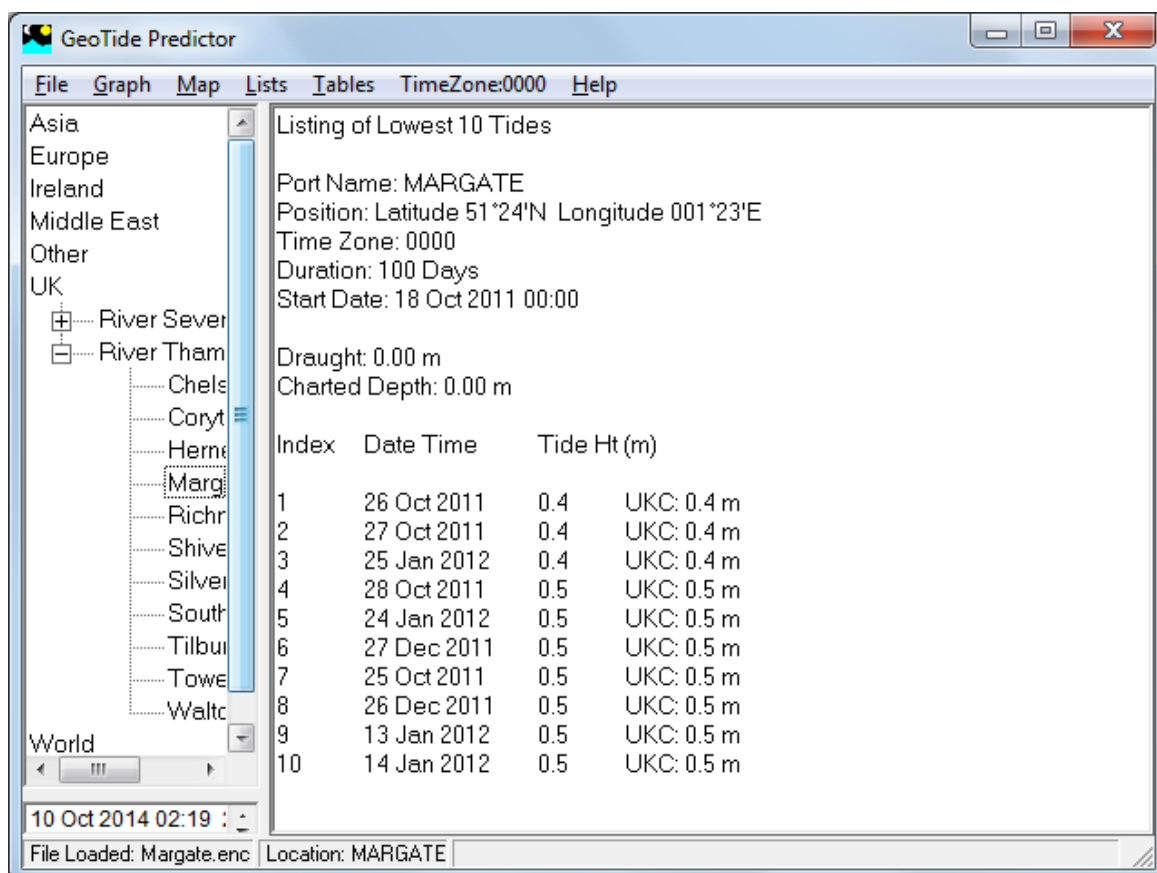 GeoTide Predictor
File Graph Map Lists Tables TimeZone:0000 Help
Asia
Europe
Ireland
Middle East
Other
UK
River Sever
River Tham
Chels
Coryt
Herne
Marg
Richr
Shive
Silver
South
Tilbur
Towe
Walto
World
10 Oct 2014 02:19
Listing of Lowest 10 Tides
Port Name: MARGATE
Position: Latitude 51°24'N Longitude 001°23'E
Time Zone: 0000
Duration: 100 Days
Start Date: 18 Oct 2011 00:00
Draught: 0.00 m
Charted Depth: 0.00 m
Index Date Time Tide Ht (m)
1 26 Oct 2011 0.4 UKC: 0.4 m
2 27 Oct 2011 0.4 UKC: 0.4 m
3 25 Jan 2012 0.4 UKC: 0.4 m
4 28 Oct 2011 0.5 UKC: 0.5 m
5 24 Jan 2012 0.5 UKC: 0.5 m
6 27 Dec 2011 0.5 UKC: 0.5 m
7 25 Oct 2011 0.5 UKC: 0.5 m
8 26 Dec 2011 0.5 UKC: 0.5 m
9 13 Jan 2012 0.5 UKC: 0.5 m
10 14 Jan 2012 0.5 UKC: 0.5 m
File Loaded: Margate.enc Location: MARGATE